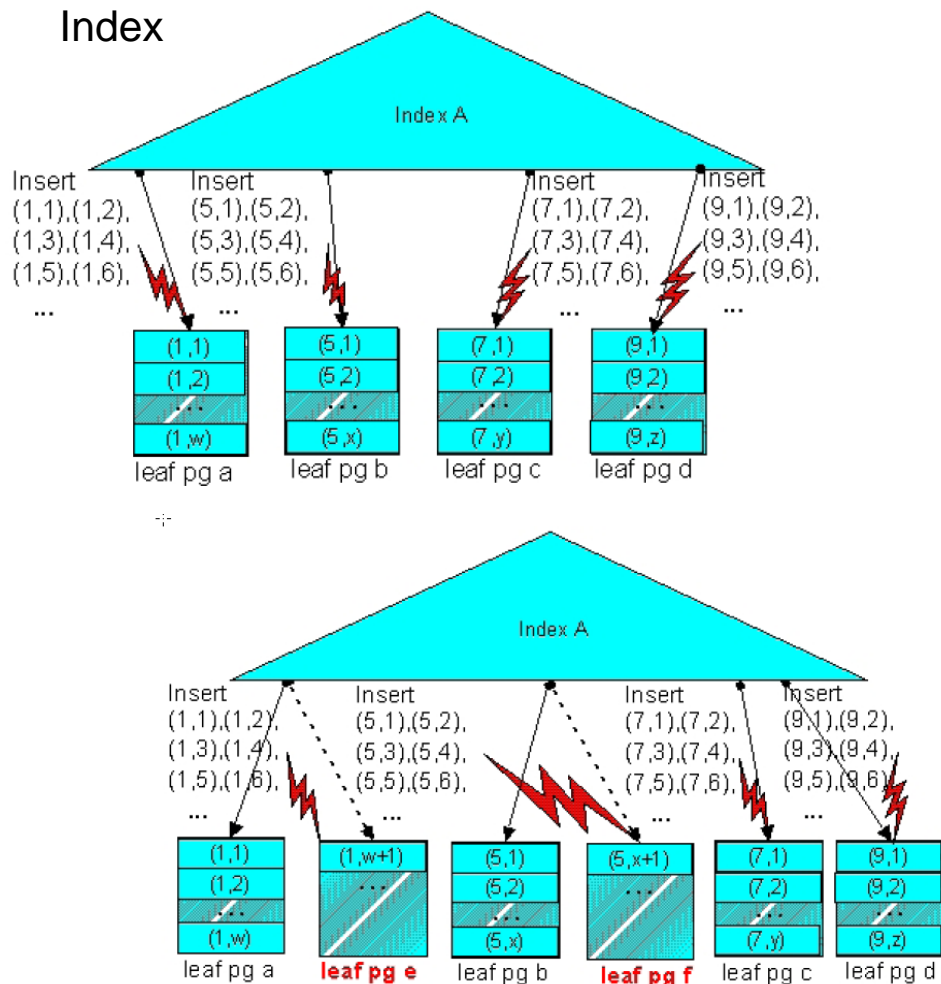 Index
Index A
Insert
(1,1),(1,2),
(1,3),(1,4),
(1,5),(1,6),
...
Insert
(5,1),(5,2),
(5,3),(5,4),
(5,5),(5,6),
...
Insert
(7,1),(7,2),
(7,3),(7,4),
(7,5),(7,6),
...
Insert
(9,1),(9,2),
(9,3),(9,4),
(9,5),(9,6),
...
(1,1)
(1,2)
...
(1,w)
leaf pg a
(5,1)
(5,2)
...
(5,x)
leaf pg b
(7,1)
(7,2)
...
(7,y)
leaf pg c
(9,1)
(9,2)
...
(9,z)
leaf pg d
Index A
Insert
(1,1),(1,2),
(1,3),(1,4),
(1,5),(1,6),
...
Insert
(5,1),(5,2),
(5,3),(5,4),
(5,5),(5,6),
...
Insert
(7,1),(7,2),
(7,3),(7,4),
(7,5),(7,6),
...
Insert
(9,1),(9,2),
(9,3),(9,4),
(9,5),(9,6),
...
(1,1)
(1,2)
...
(1,w)
leaf pg a
(1,w+1)
...
leaf pg e
(5,1)
(5,2)
...
(5,x)
leaf pg b
(5,x+1)
...
leaf pg f
(7,1)
(7,2)
...
(7,y)
leaf pg c
(9,1)
(9,2)
...
(9,z)
leaf pg d